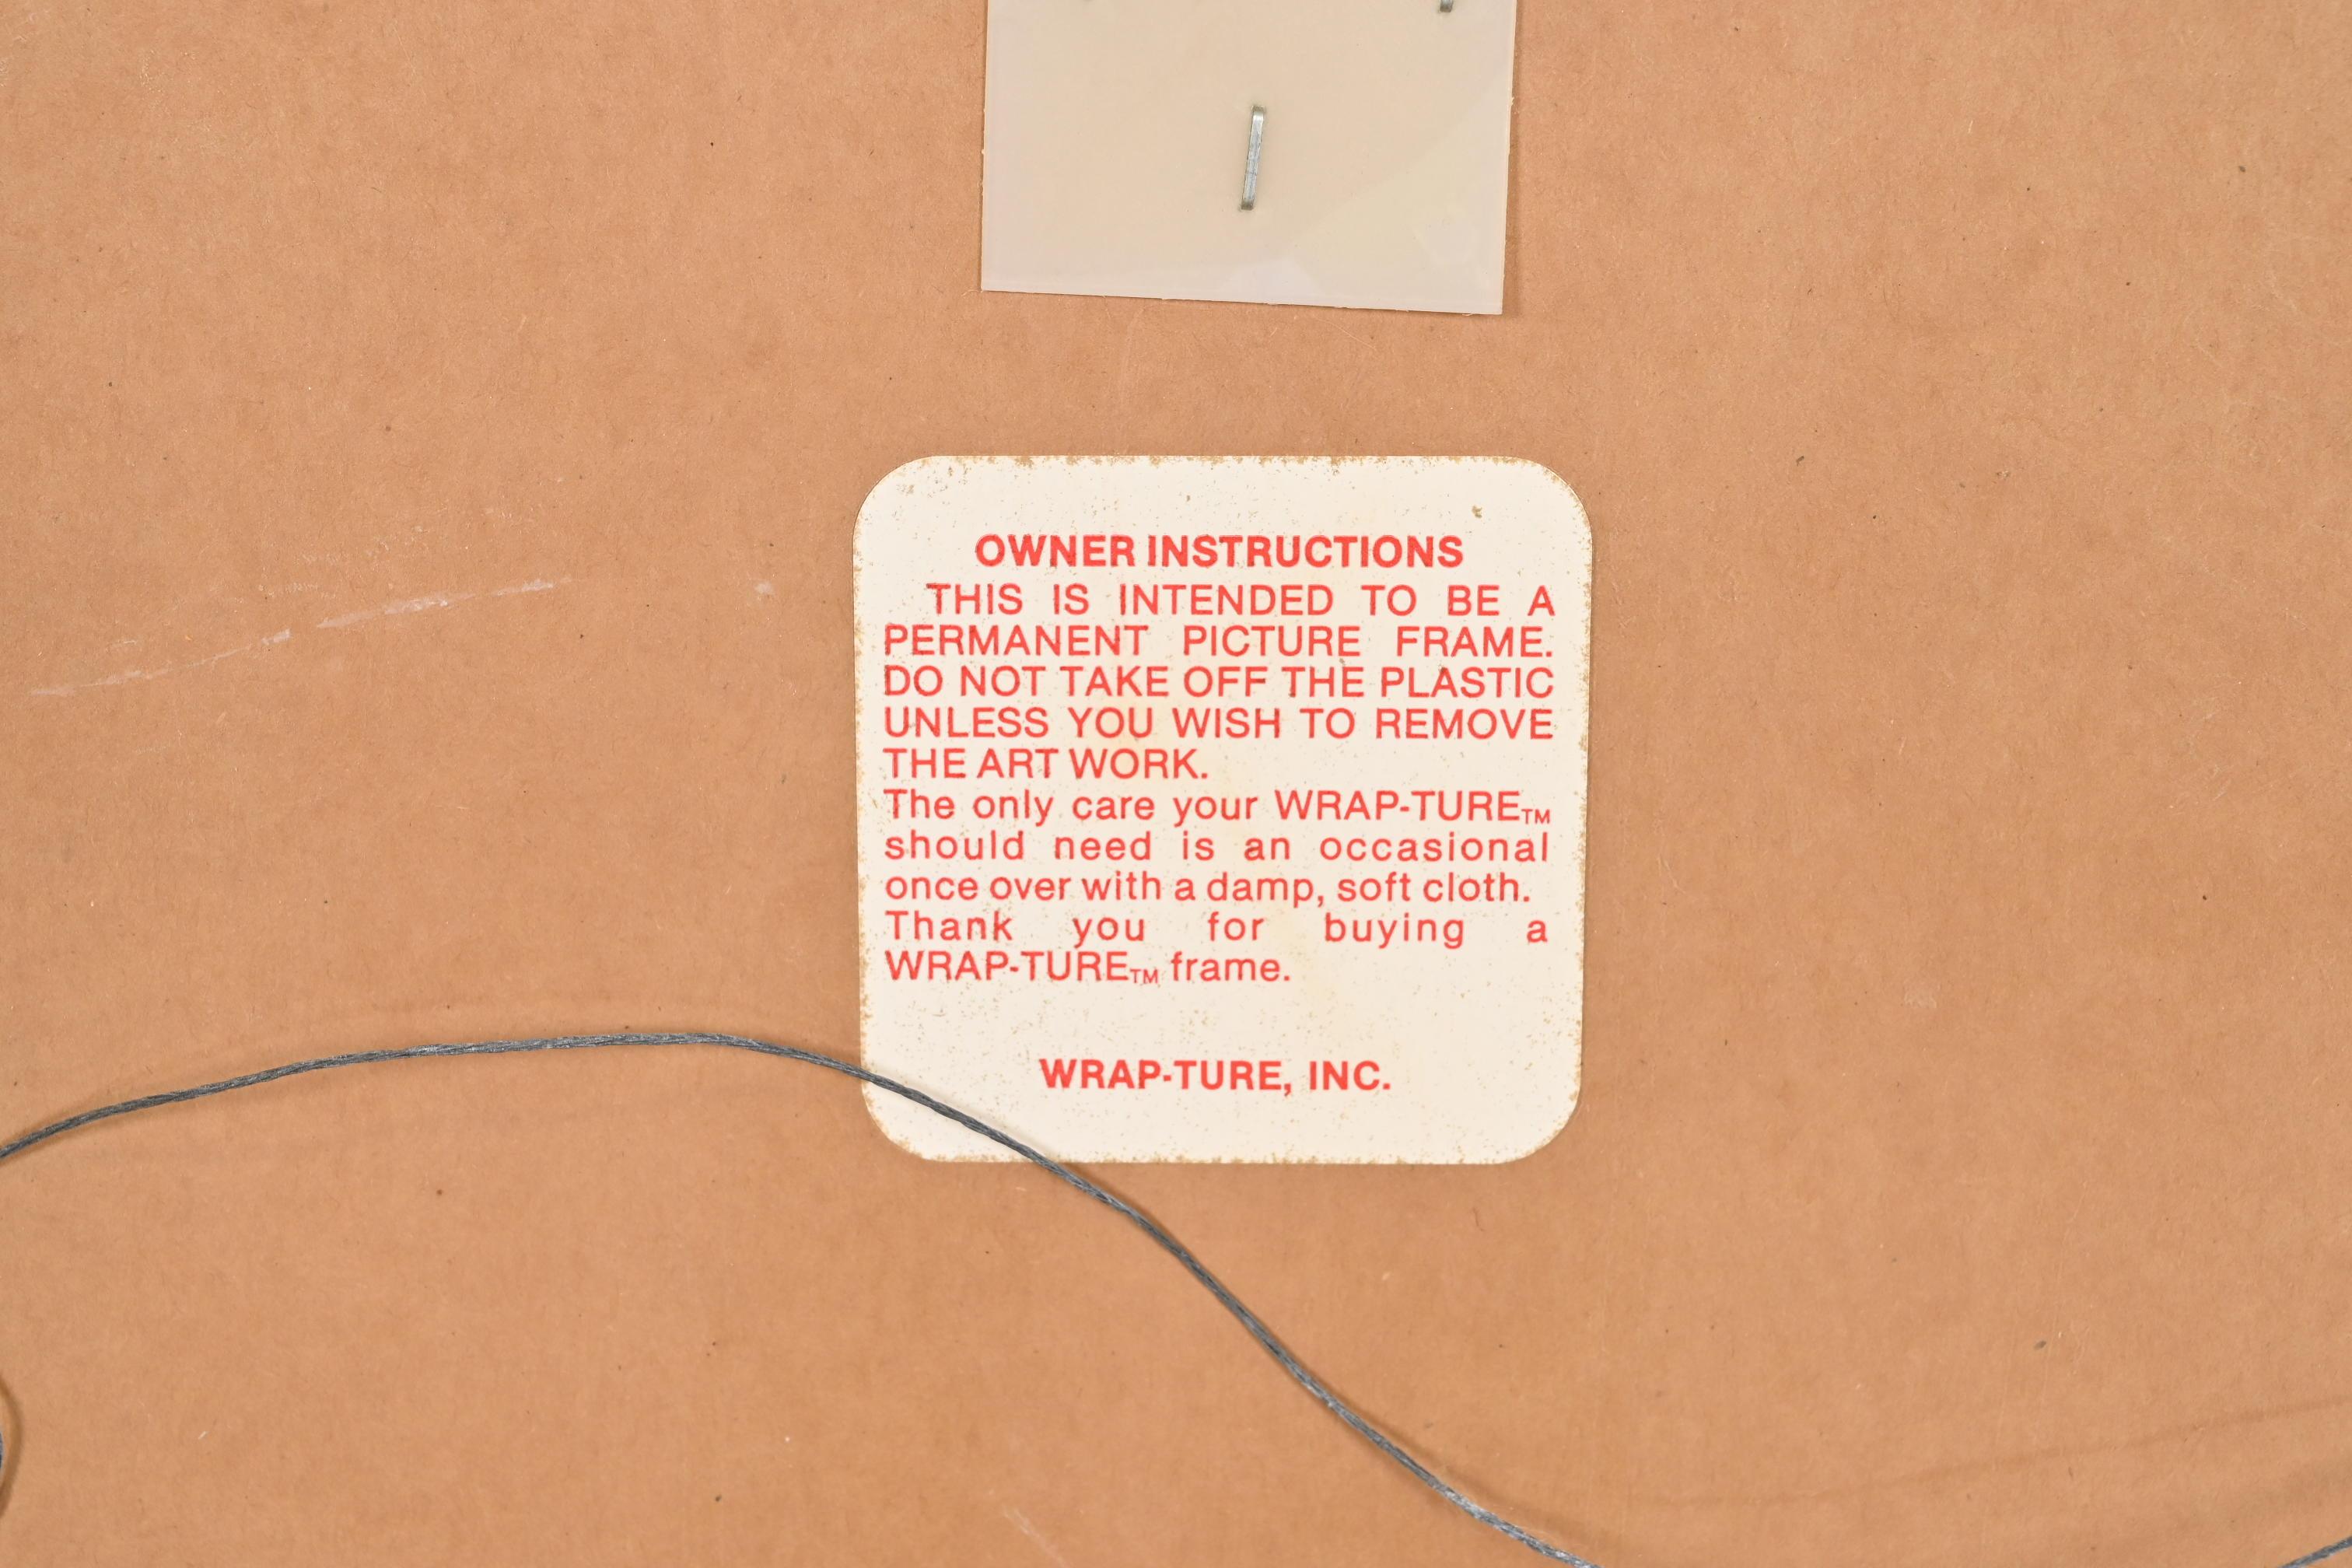 OWNER INSTRUCTIONS
THIS IS INTENDED TO BE A
PERMANENT PICTURE FRAME.
DO NOT TAKE OFF THE PLASTIC
UNLESS YOU WISH TO REMOVE
THE ART WORK.
The only care your WRAP-TURE™
should need is an occasional
once over with a damp, soft cloth.
Thank you for buying a
WRAP-TURE™ frame.
WRAP-TURE, INC.